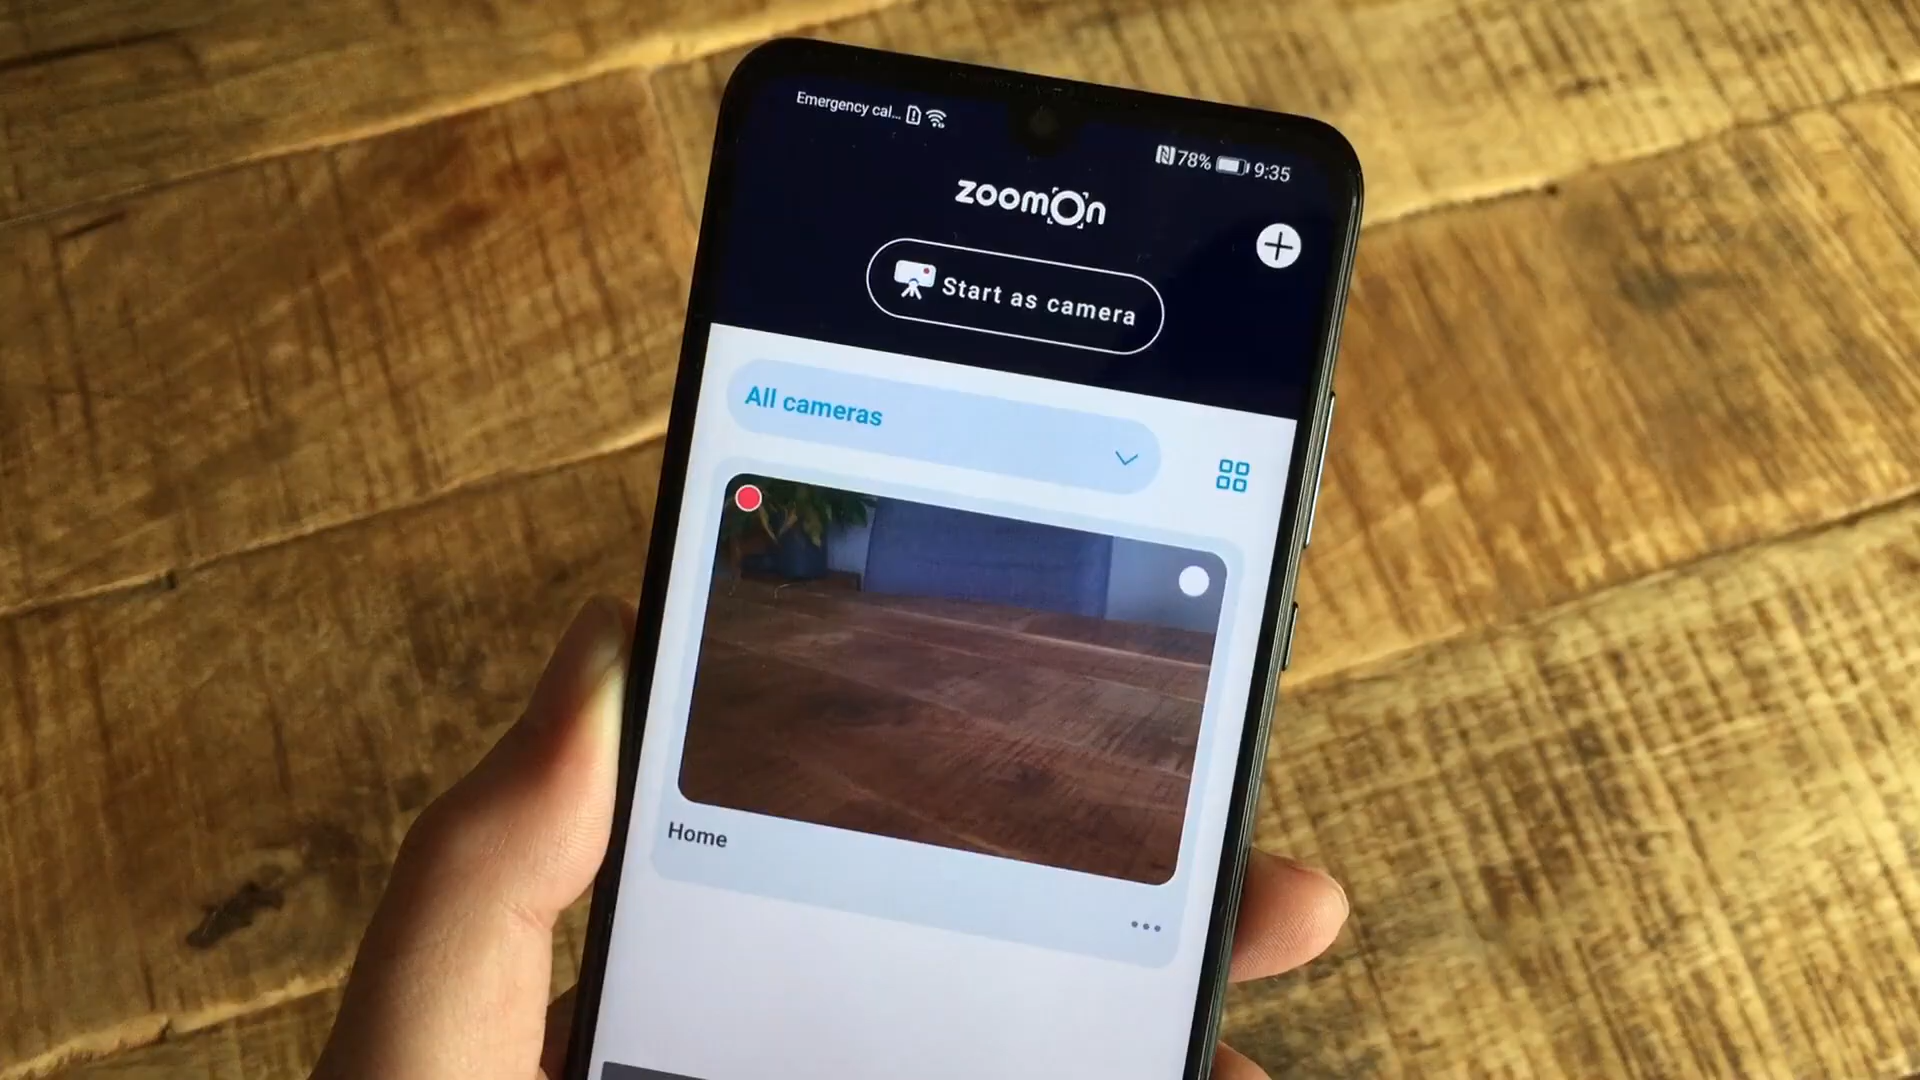 Emergency cal...
78% 9:35
zoomOn
Start as camera
All cameras
Home